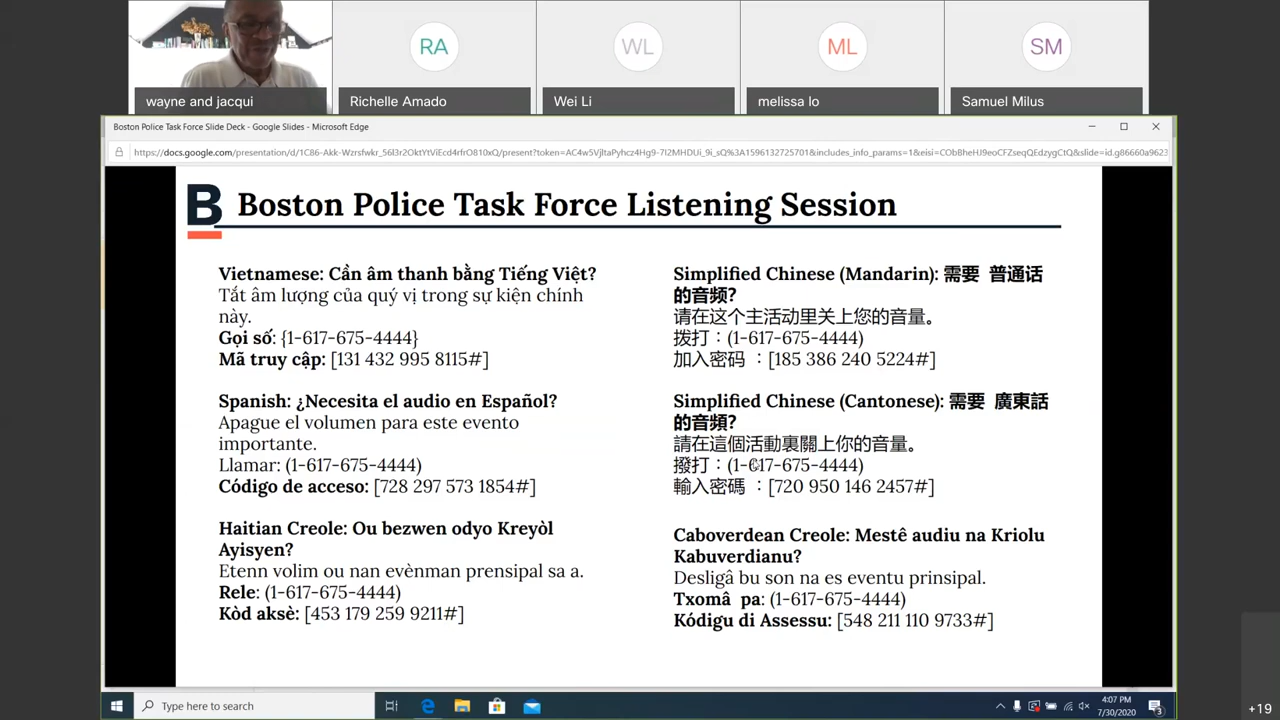 RA
WL
ML
SM
wayne and jacqui
Richelle Amado
Wei Li
melissa lo
Samuel Milus
Boston Police Task Force Slide Deck - Google Slides - Microsoft Edge
B Boston Police Task Force Listening Session
Vietnamese: Cần âm thanh bằng Tiếng Việt?
Tắt âm lượng của quý vị trong sự kiện chính
này.
Gọi số: {1-617-675-4444}
Mã truy cập: [131 432 995 8115#]
Spanish: ¿Necesita el audio en Español?
Apague el volumen para este evento
importante.
Llamar: (1-617-675-4444)
Código de acceso: [728 297 573 1854#]
Haitian Creole: Ou bezwen odyo Kreyòl
Ayisyen?
Etenn volim ou nan evènman prensipal sa a.
Rele: (1-617-675-4444)
Kòd aksè: [453 179 259 9211#]
Simplified Chinese (Mandarin): 需要 普通话
的音频?
请在这个主活动里关上您的音量。
拨打：(1-617-675-4444)
加入密码 ：[185 386 240 5224#]
Simplified Chinese (Cantonese): 需要 廣東話
的音頻?
請在這個活動裏關上你的音量。
撥打：(1-617-675-4444)
輸入密碼 ：[720 950 146 2457#]
Caboverdean Creole: Mestê audiu na Kriolu
Kabuverdianu?
Desligâ bu son na es eventu prinsipal.
Txomâ pa: (1-617-675-4444)
Kódigu di Assessu: [548 211 110 9733#]
Type here to search
4:07 PM
7/30/2020
3
+19